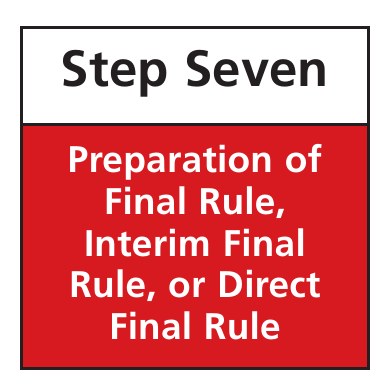 Step Seven
Preparation of
Final Rule,
Interim Final
Rule, or Direct
Final Rule